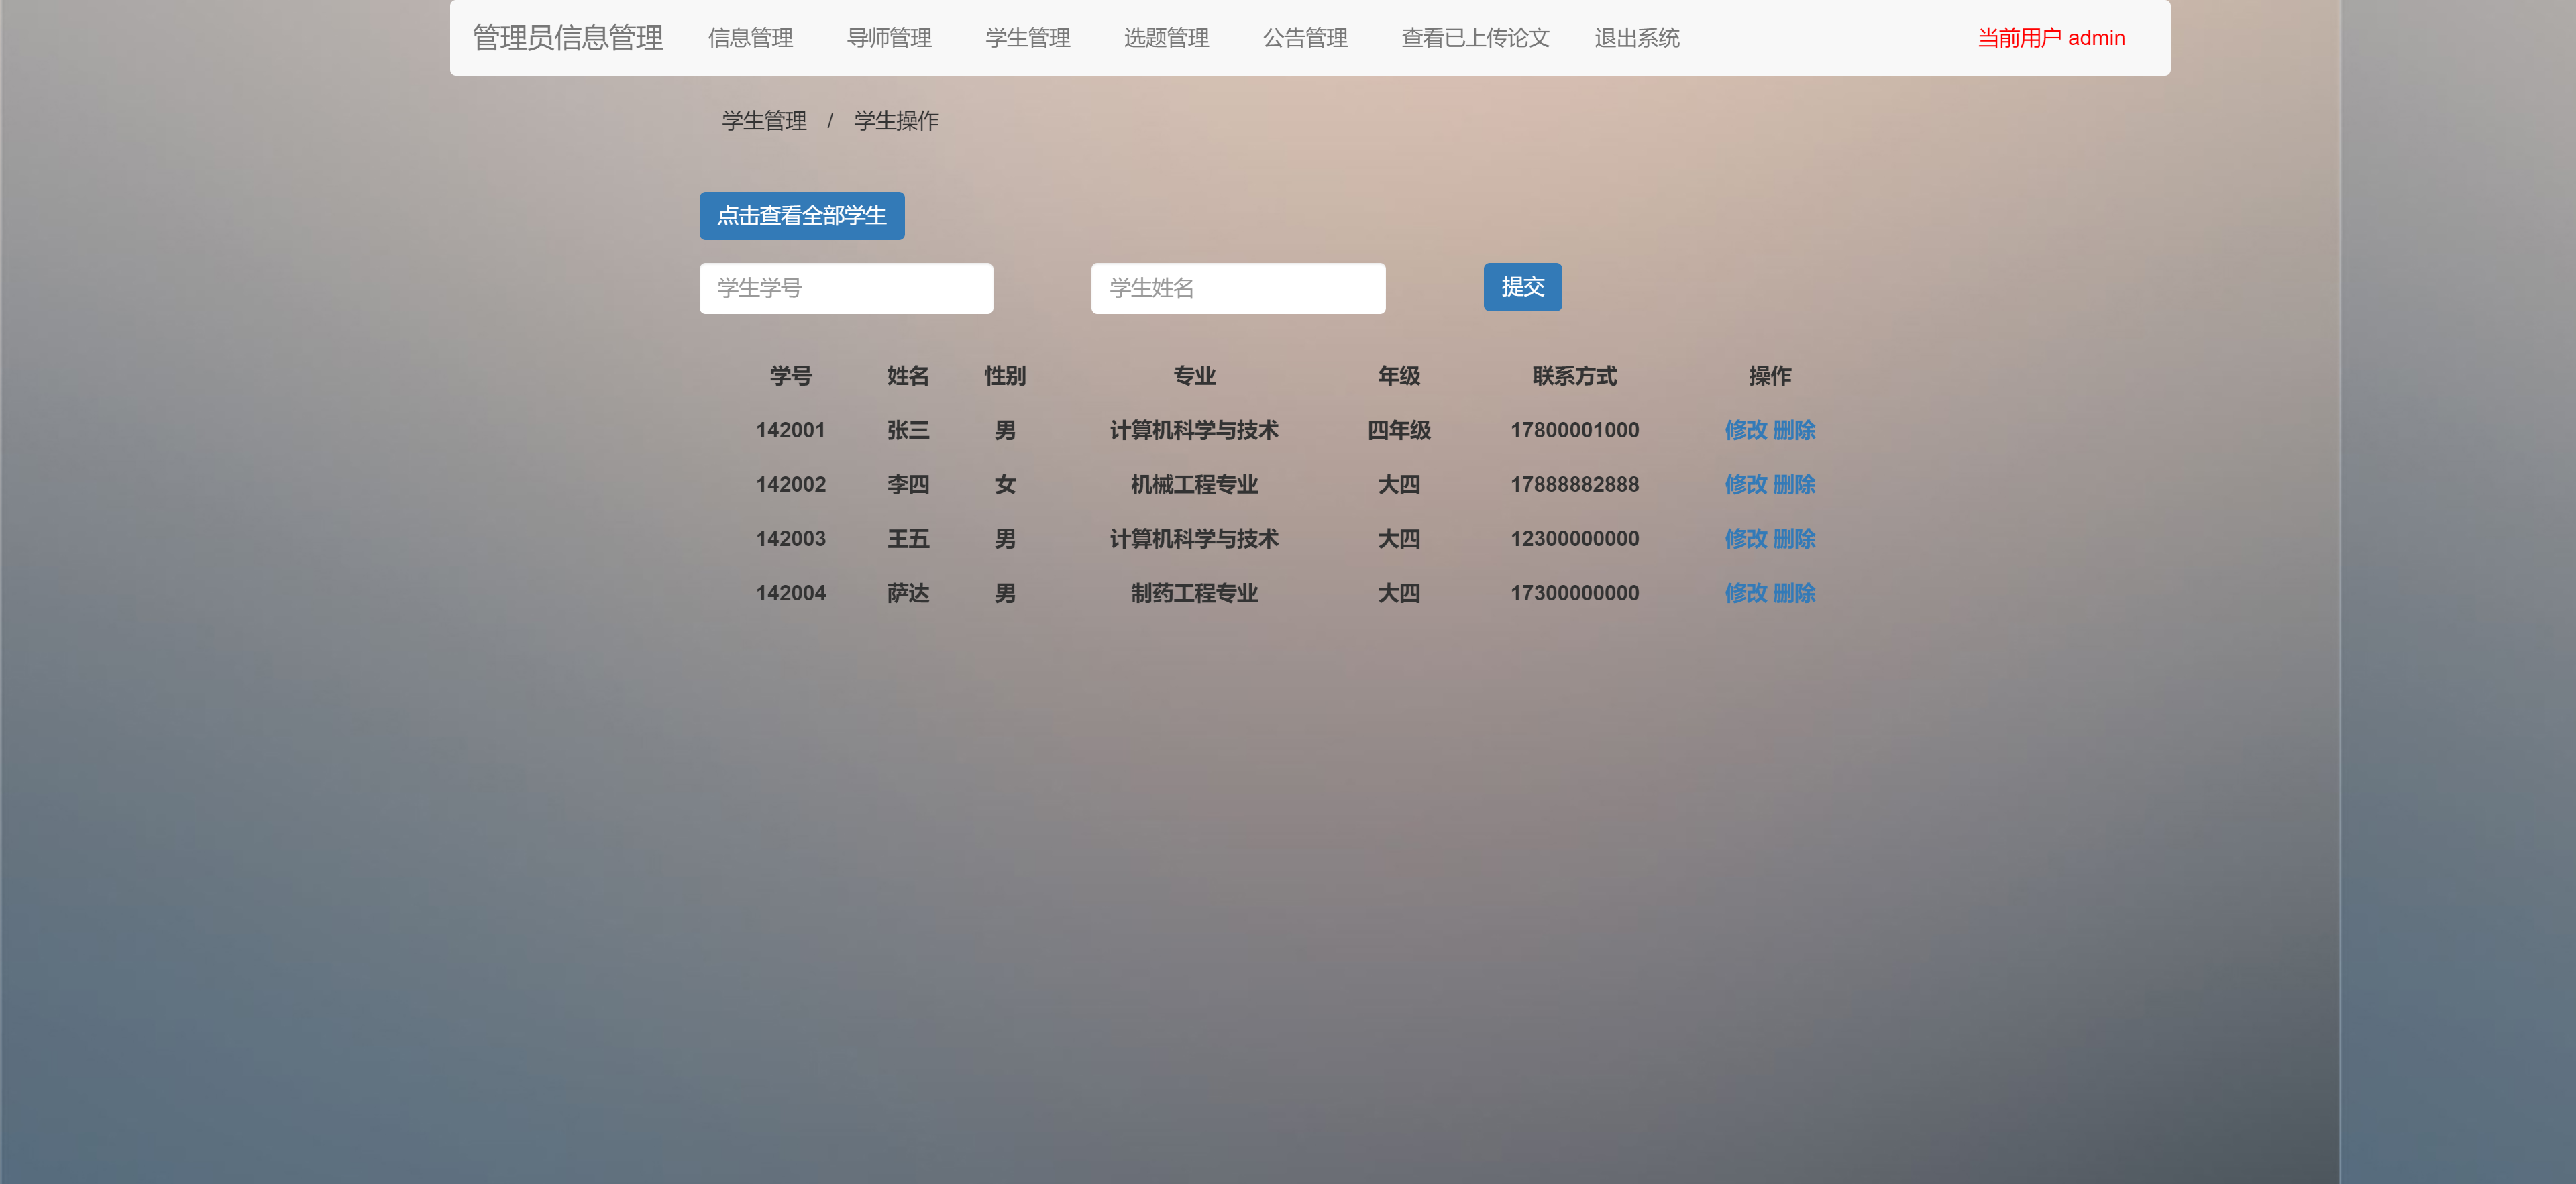 管理员信息管理 信息管理 导师管理 学生管理 选题管理 公告管理 查看已上传论文 退出系统 当前用户 admin
学生管理 / 学生操作
点击查看全部学生
学生学号 学生姓名 提交
学号 姓名 性别 专业 年级 联系方式 操作
142001 张三 男 计算机科学与技术 四年级 17800001000 修改 删除
142002 李四 女 机械工程专业 大四 17888882888 修改 删除
142003 王五 男 计算机科学与技术 大四 12300000000 修改 删除
142004 萨达 男 制药工程专业 大四 17300000000 修改 删除